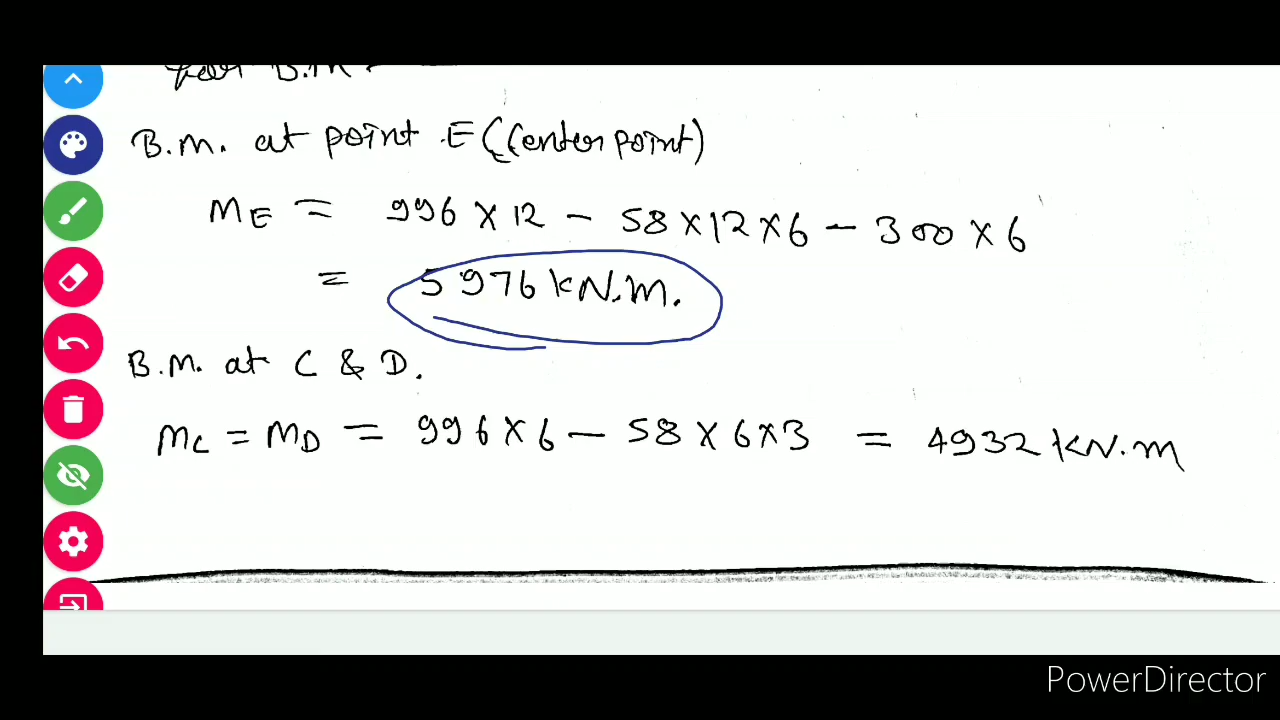 for B.M :-
B.M. at point E (Center point)
ME = 996 × 12 − 58 × 12 × 6 − 300 × 6
= 5976 kN.m.
B.M. at C & D.
MC = MD = 996 × 6 − 58 × 6 × 3 = 4932 kN.m
PowerDirector